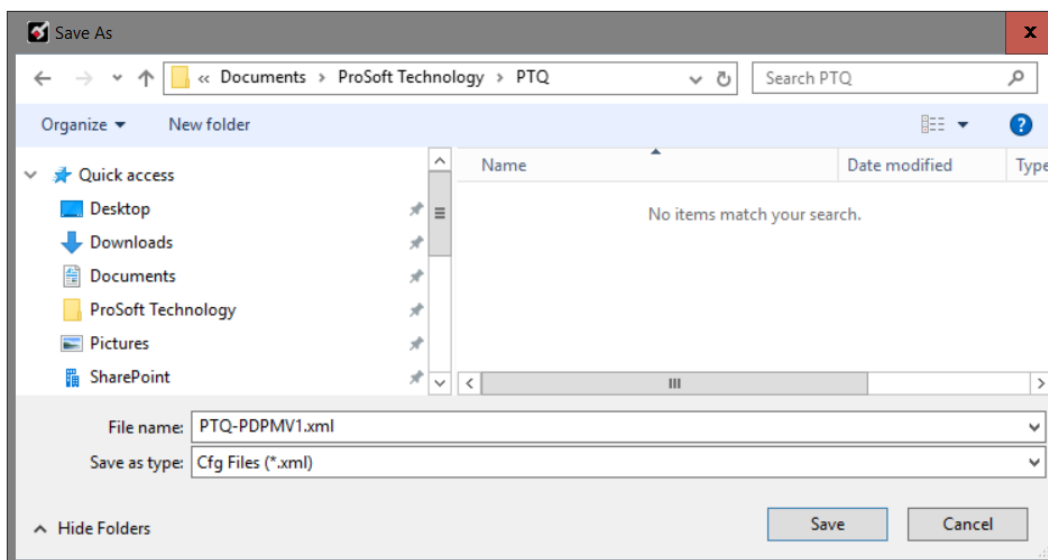 Save As
x
« Documents > ProSoft Technology > PTQ
Search PTQ
Organize
New folder
?
Quick access
Desktop
Downloads
Documents
ProSoft Technology
Pictures
SharePoint
Name
Date modified
Type
No items match your search.
File name: PTQ-PDPMV1.xml
Save as type: Cfg Files (*.xml)
Hide Folders
Save
Cancel